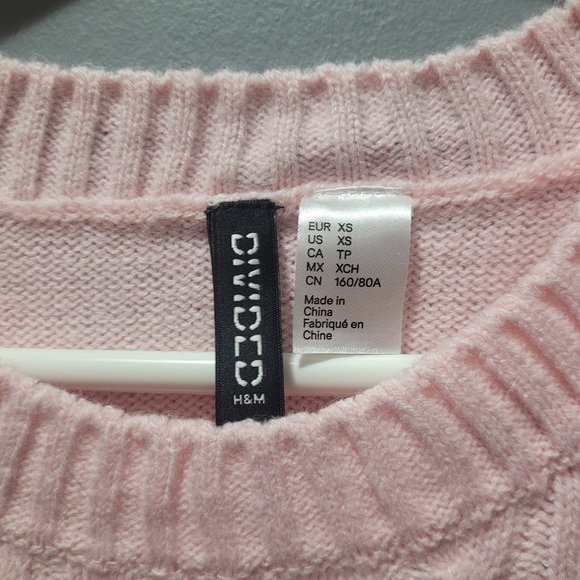 DIVIDED
H&M
EUR XS
US XS
CA TP
MX XCH
CN 160/80A
Made in
China
Fabriqué en
Chine